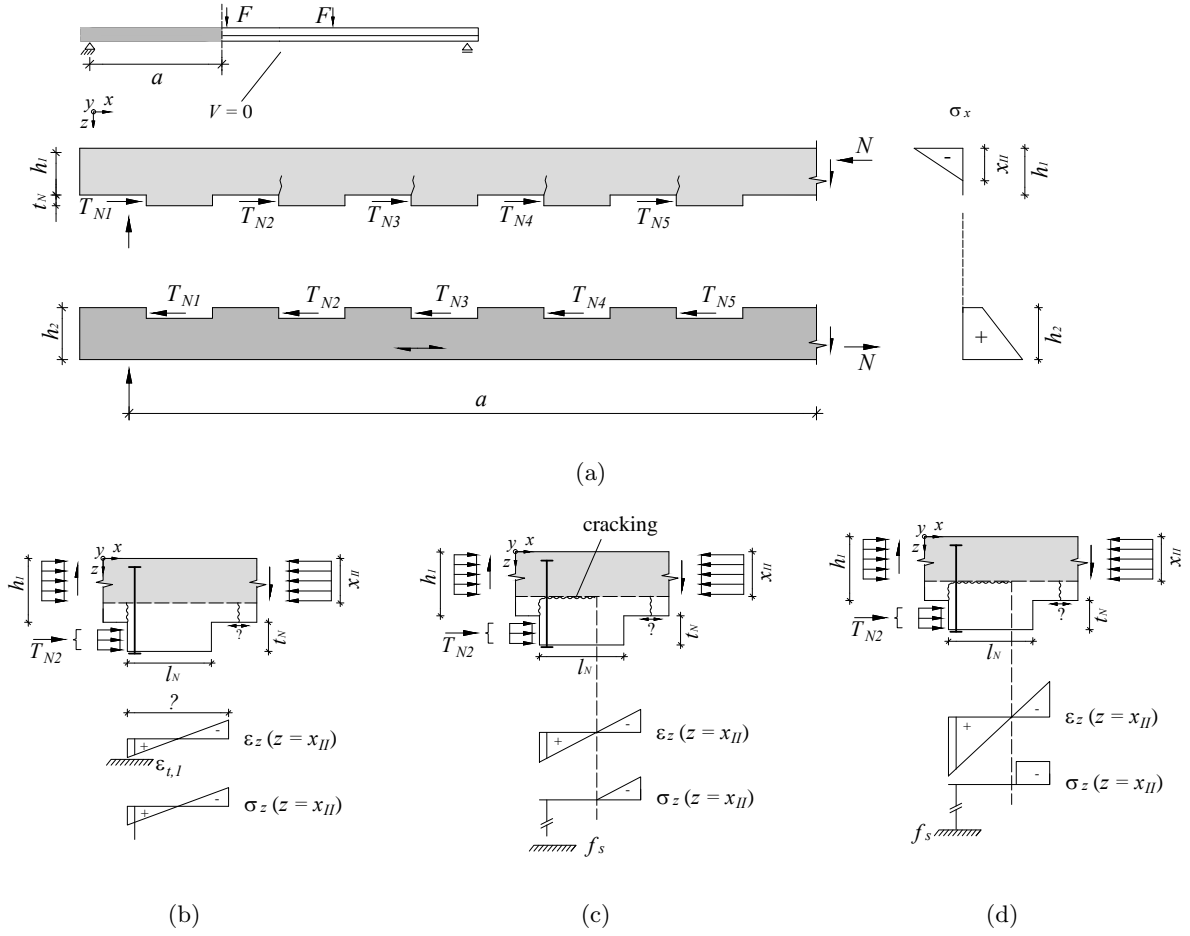 F F
a
V = 0
y x
z
σx
h1 tN
N
xII h1
TN1 TN2 TN3 TN4 TN5
-
TN1 TN2 TN3 TN4 TN5
h2
N
+
h2
a
(a)
y x
z
h1
xII
?
TN2
tN
lN
?
+ -
εz (z = xII)
εt,1
+ -
σz (z = xII)
(b)
cracking
y x
z
h1
xII
?
TN2
tN
lN
+ -
εz (z = xII)
-
σz (z = xII)
fs
(c)
y x
z
h1
xII
?
TN2
tN
lN
+ -
εz (z = xII)
-
σz (z = xII)
fs
(d)